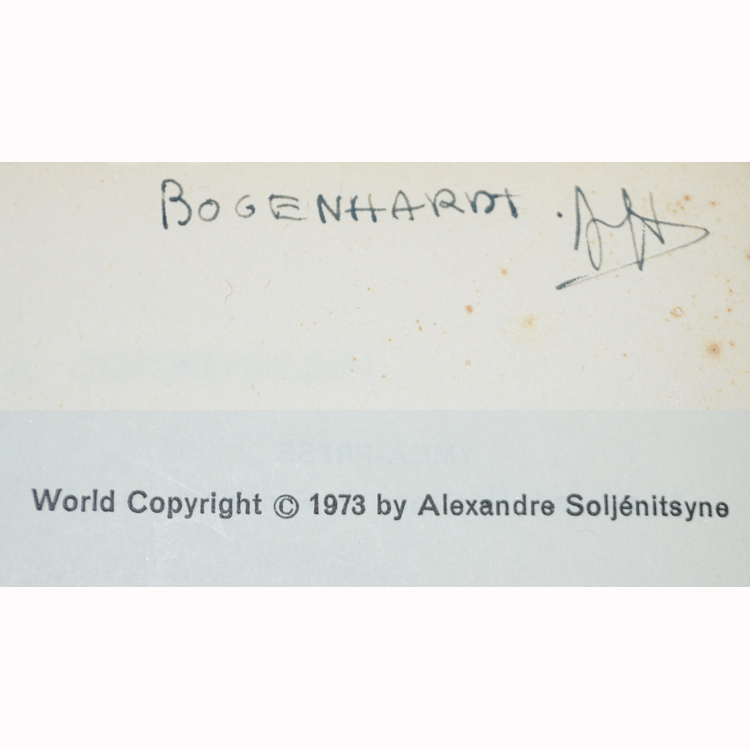 BOGENHARDT
World Copyright © 1973 by Alexandre Soljénitsyne